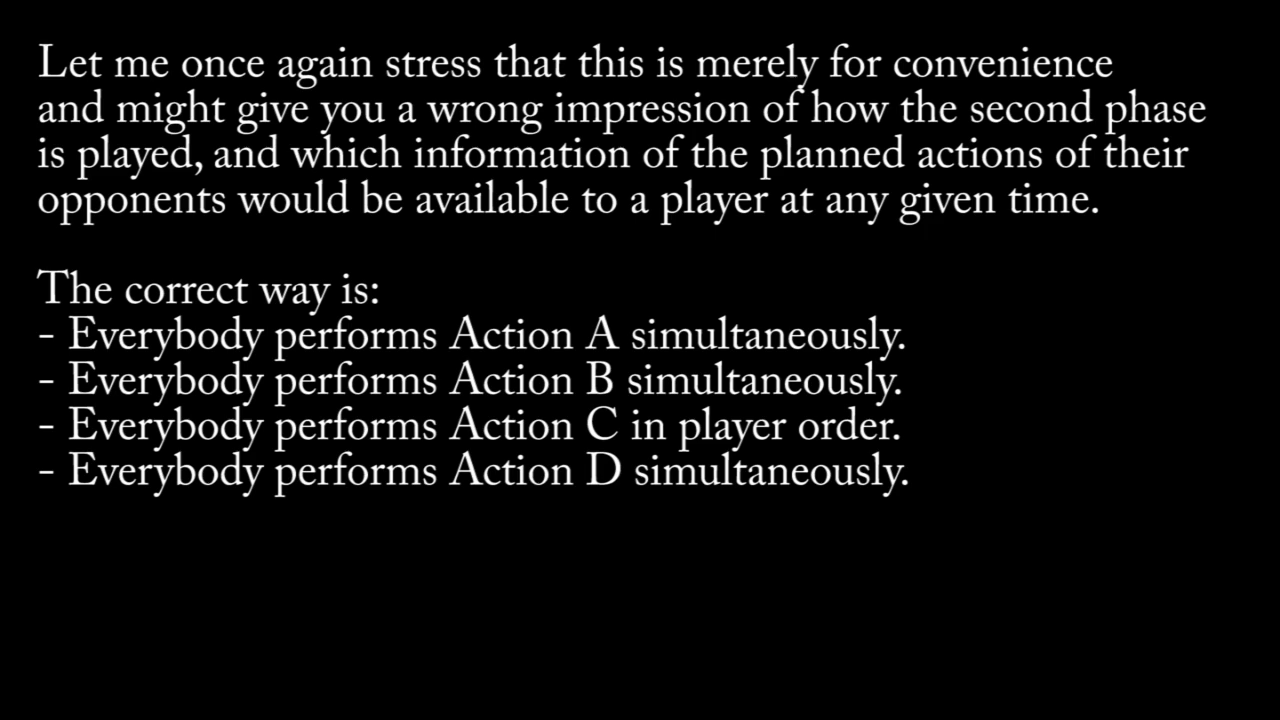 Let me once again stress that this is merely for convenience
and might give you a wrong impression of how the second phase
is played, and which information of the planned actions of their
opponents would be available to a player at any given time.
The correct way is:
- Everybody performs Action A simultaneously.
- Everybody performs Action B simultaneously.
- Everybody performs Action C in player order.
- Everybody performs Action D simultaneously.